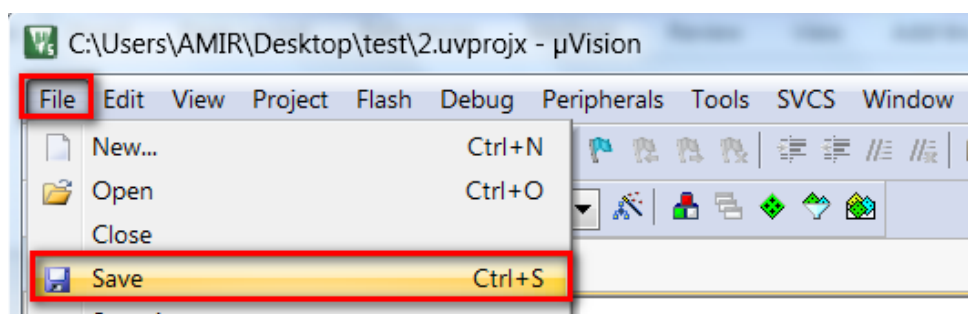 C:\Users\AMIR\Desktop\test\2.uvprojx - µVision
File Edit View Project Flash Debug Peripherals Tools SVCS Window
New... Ctrl+N
Open Ctrl+O
Close
Save Ctrl+S